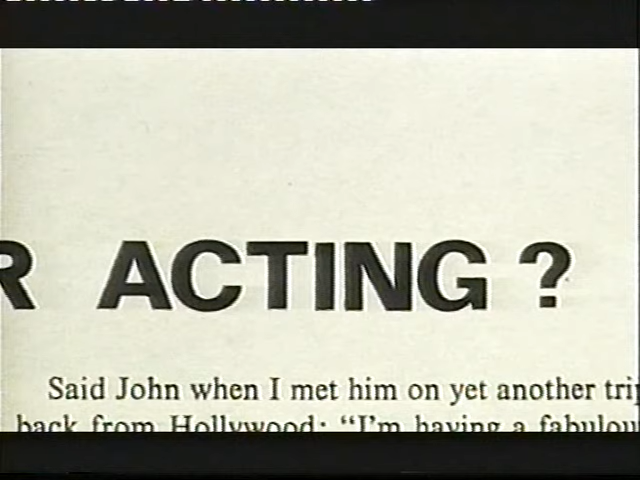 R ACTING?
Said John when I met him on yet another trip
back from Hollywood: "I'm having a fabulou